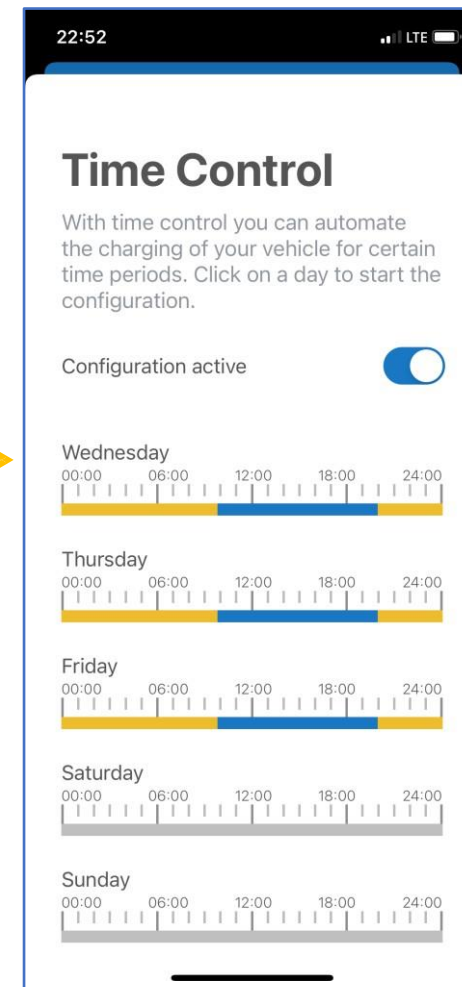 22:52 LTE
Time Control
With time control you can automate
the charging of your vehicle for certain
time periods. Click on a day to start the
configuration.
Configuration active
Wednesday
00:00 06:00 12:00 18:00 24:00
Thursday
00:00 06:00 12:00 18:00 24:00
Friday
00:00 06:00 12:00 18:00 24:00
Saturday
00:00 06:00 12:00 18:00 24:00
Sunday
00:00 06:00 12:00 18:00 24:00